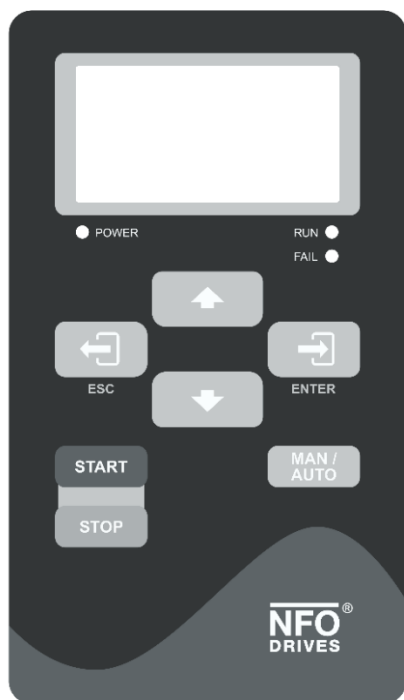 POWER
RUN
FAIL
ESC
ENTER
START
MAN /
AUTO
STOP
NFO®
DRIVES